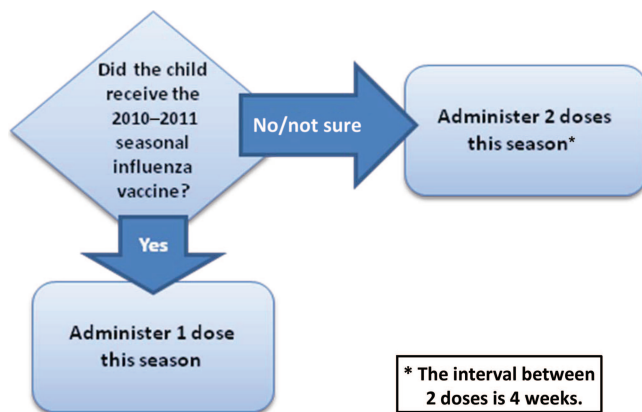 Did the child
receive the
2010–2011
seasonal
influenza
vaccine?
No/not sure
Administer 2 doses
this season*
Yes
Administer 1 dose
this season
* The interval between
2 doses is 4 weeks.